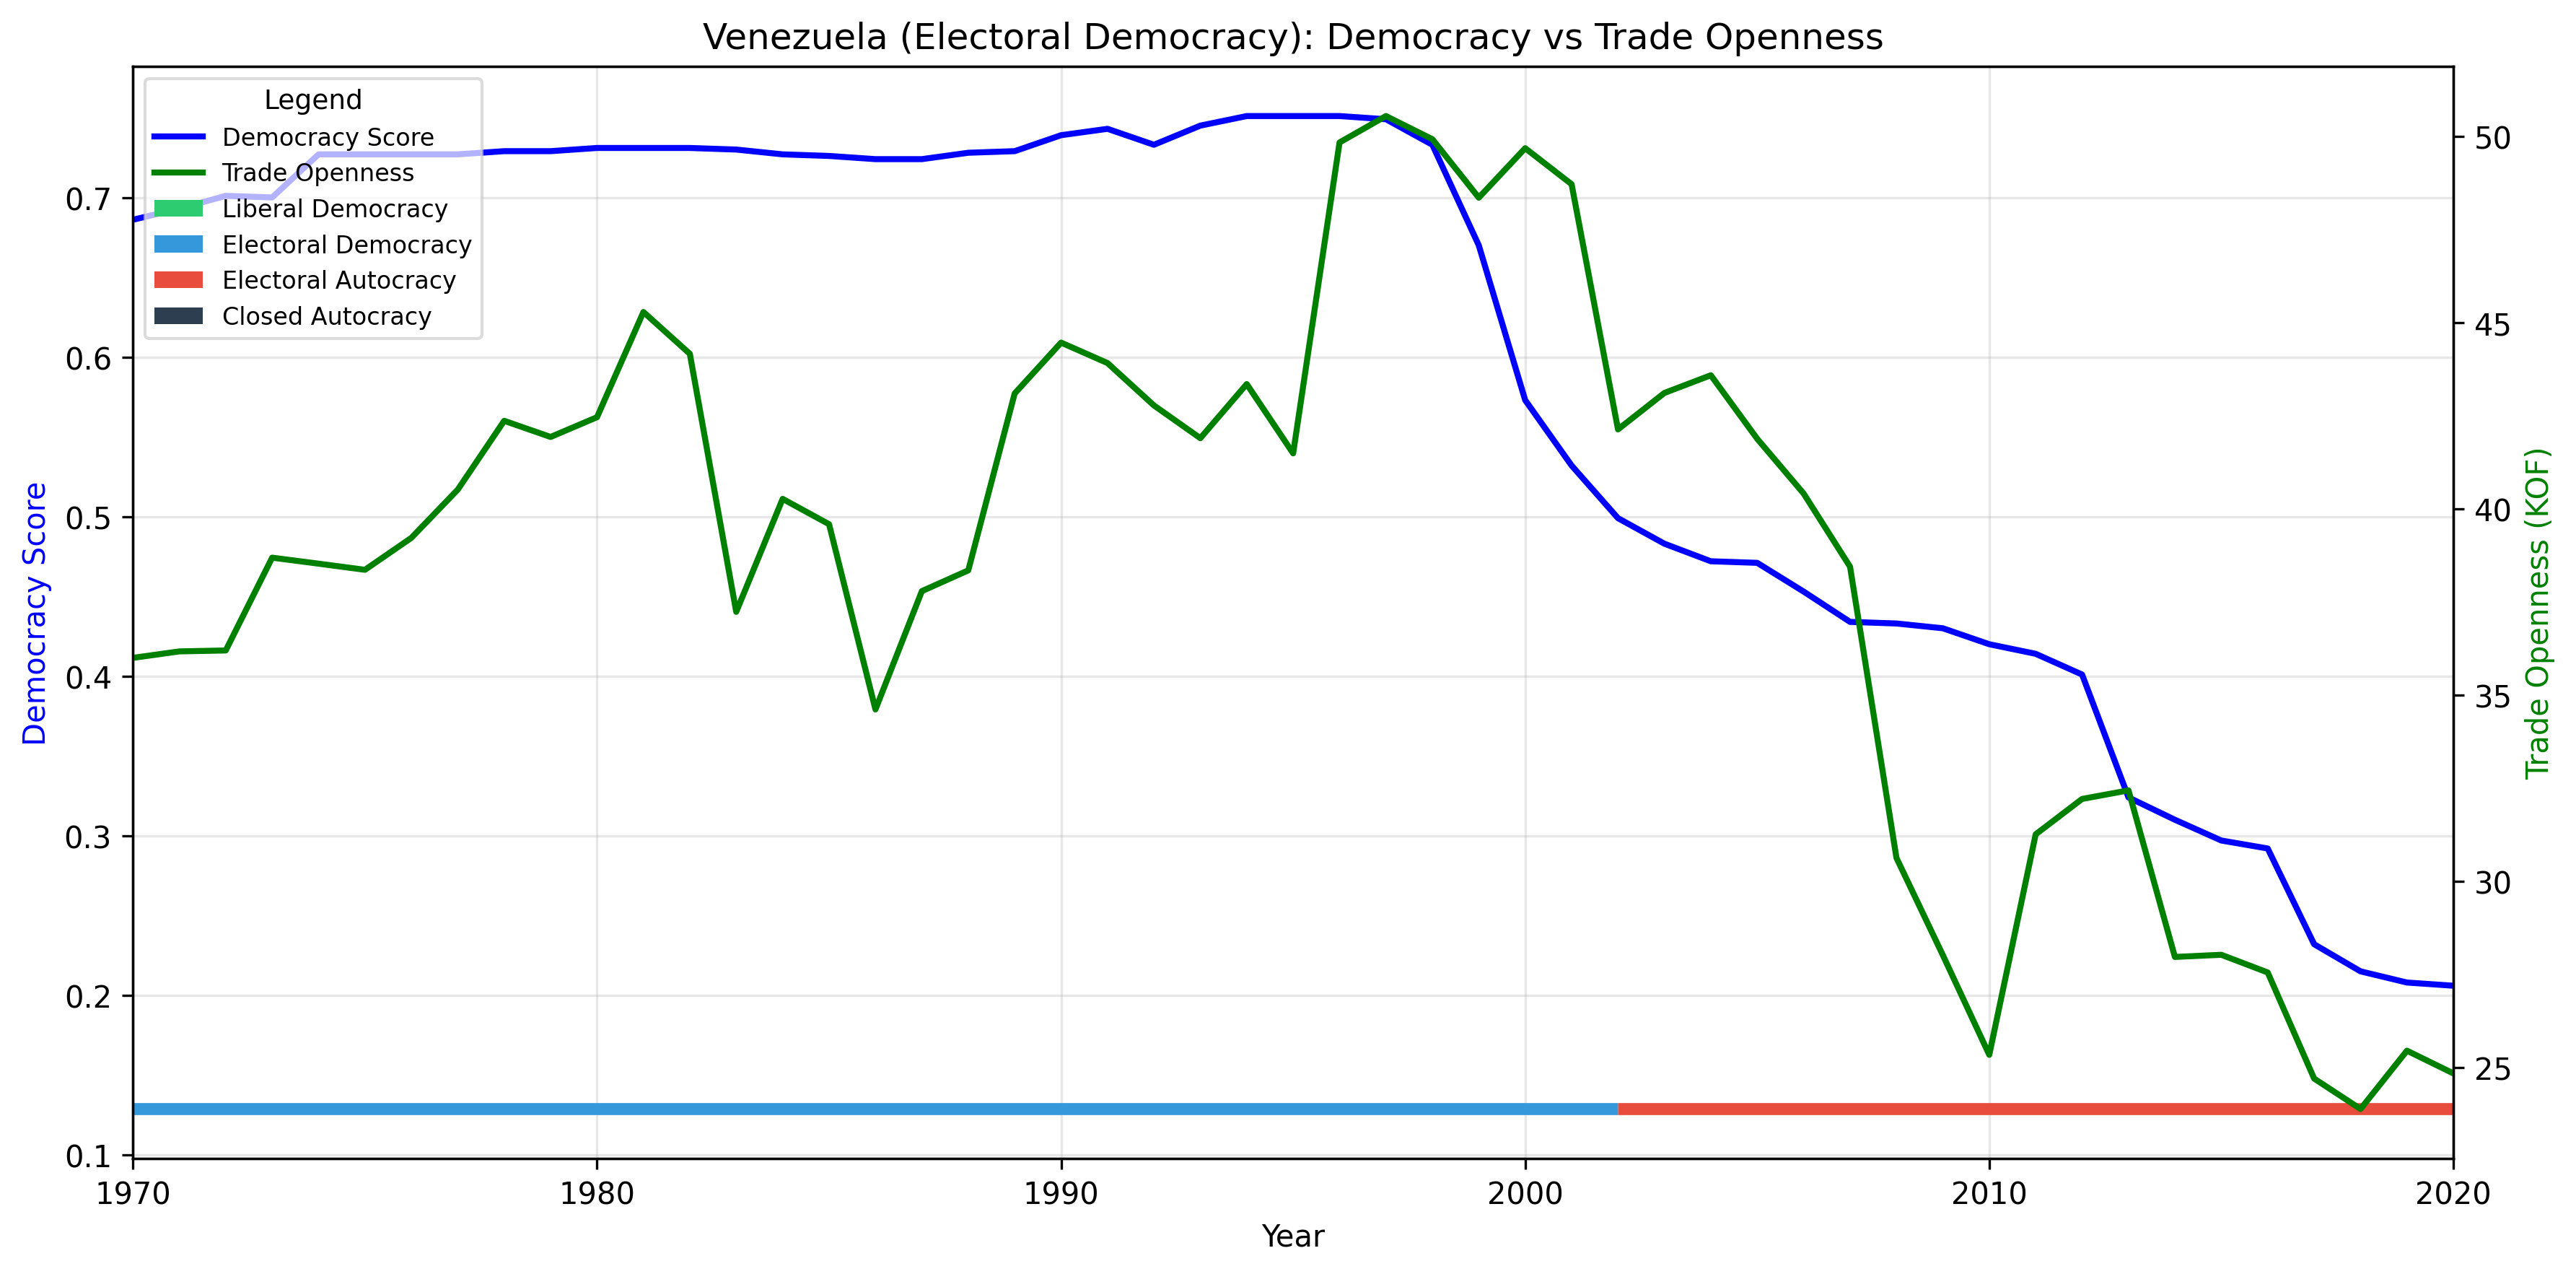 Venezuela (Electoral Democracy): Democracy vs Trade Openness
Legend
Democracy Score
Trade Openness
Liberal Democracy
Electoral Democracy
Electoral Autocracy
Closed Autocracy
Democracy Score
0.7
0.6
0.5
0.4
0.3
0.2
0.1
50
45
40
35
30
25
Trade Openness (KOF)
1970
1980
1990
2000
2010
2020
Year